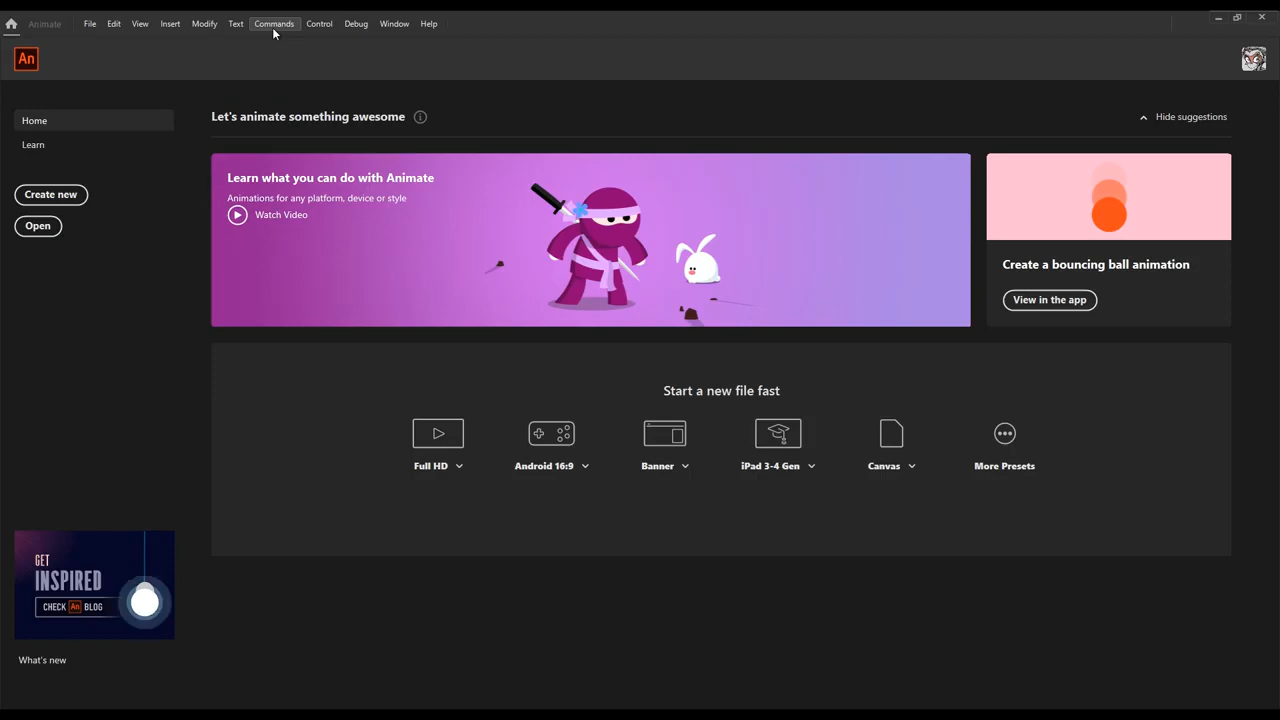 Animate File Edit View Insert Modify Text Commands Control Debug Window Help
An
Home
Learn
Create new
Open
Let's animate something awesome
Hide suggestions
Learn what you can do with Animate
Animations for any platform, device or style
Watch Video
Create a bouncing ball animation
View in the app
Start a new file fast
Full HD Android 16:9 Banner iPad 3-4 Gen Canvas More Presets
GET
INSPIRED
CHECK An BLOG
What's new